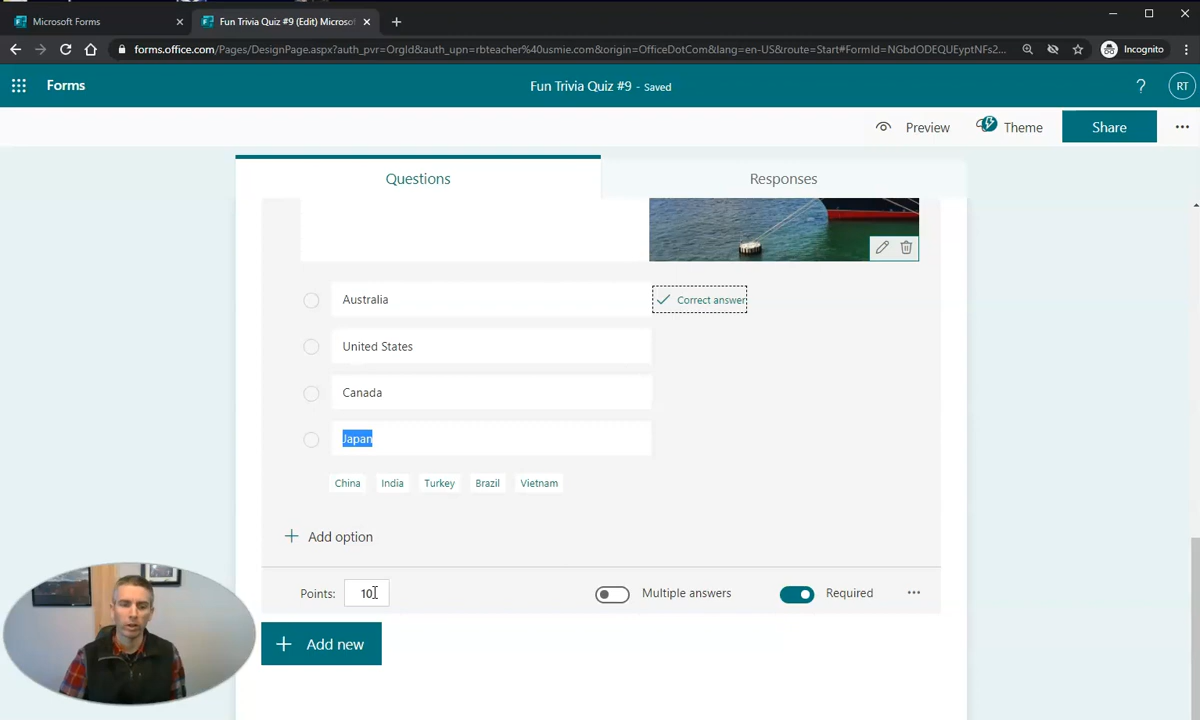 Microsoft Forms
Fun Trivia Quiz #9 (Edit) Microsof
forms.office.com/Pages/DesignPage.aspx?auth_pvr=OrgId&auth_upn=rbteacher%40usmie.com&origin=OfficeDotCom&lang=en-US&route=Start#FormId=NGbdODEQUEyptNFs2...
Incognito
Forms
Fun Trivia Quiz #9 - Saved
?
RT
Preview
Theme
Share
Questions
Responses
Australia
Correct answer
United States
Canada
Japan
China India Turkey Brazil Vietnam
Add option
Points: 10
Multiple answers
Required
Add new